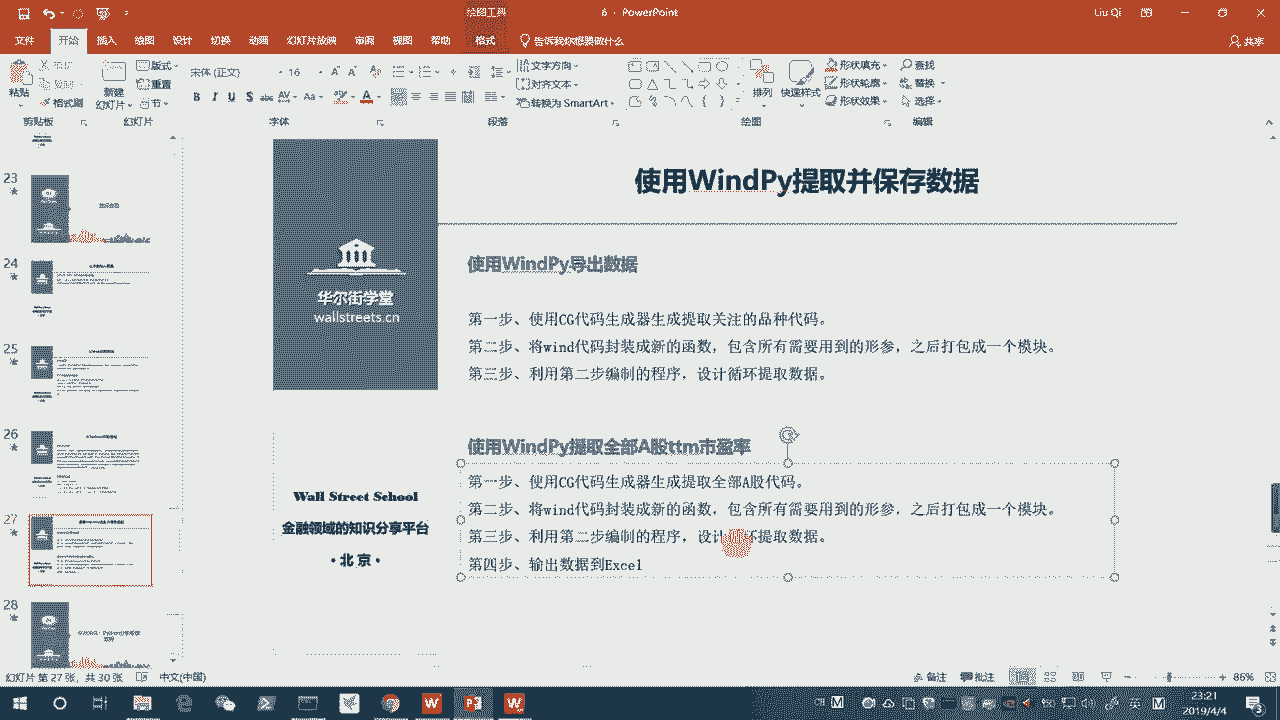 绘图工具
6 - PowerPoint
Liu Qi
文件 开始 插入 绘图 设计 切换 动画 幻灯片放映 审阅 视图 帮助 格式 告诉我你想要做什么 共享
粘贴 格式刷 剪贴板
新建 幻灯片 版式 重置 节 幻灯片
宋体 (正文) 16
B I U S abc AV Aa A
字体
文字方向
对齐文本
转换为 SmartArt
段落
排列 快速样式 形状填充 形状轮廓 形状效果
绘图
查找
替换
选择
编辑
23
24
25
26
27
28
使用WindPy提取并保存数据
华尔街学堂
wallstreets.cn
使用WindPy导出数据
第一步、使用CG代码生成器生成提取关注的品种代码。
第二步、将wind代码封装成新的函数，包含所有需要用到的形参，之后打包成一个模块。
第三步、利用第二步编制的程序，设计循环提取数据。
使用WindPy提取全部A股ttm市盈率
第一步、使用CG代码生成器生成提取全部A股代码。
第二步、将wind代码封装成新的函数，包含所有需要用到的形参，之后打包成一个模块。
第三步、利用第二步编制的程序，设计循环提取数据。
第四步、输出数据到Excel
Wall Street School
金融领域的知识分享平台
·北京·
幻灯片 第 27 张，共 30 张 中文(中国)
备注 批注 86%
CH M
23:21
2019/4/4